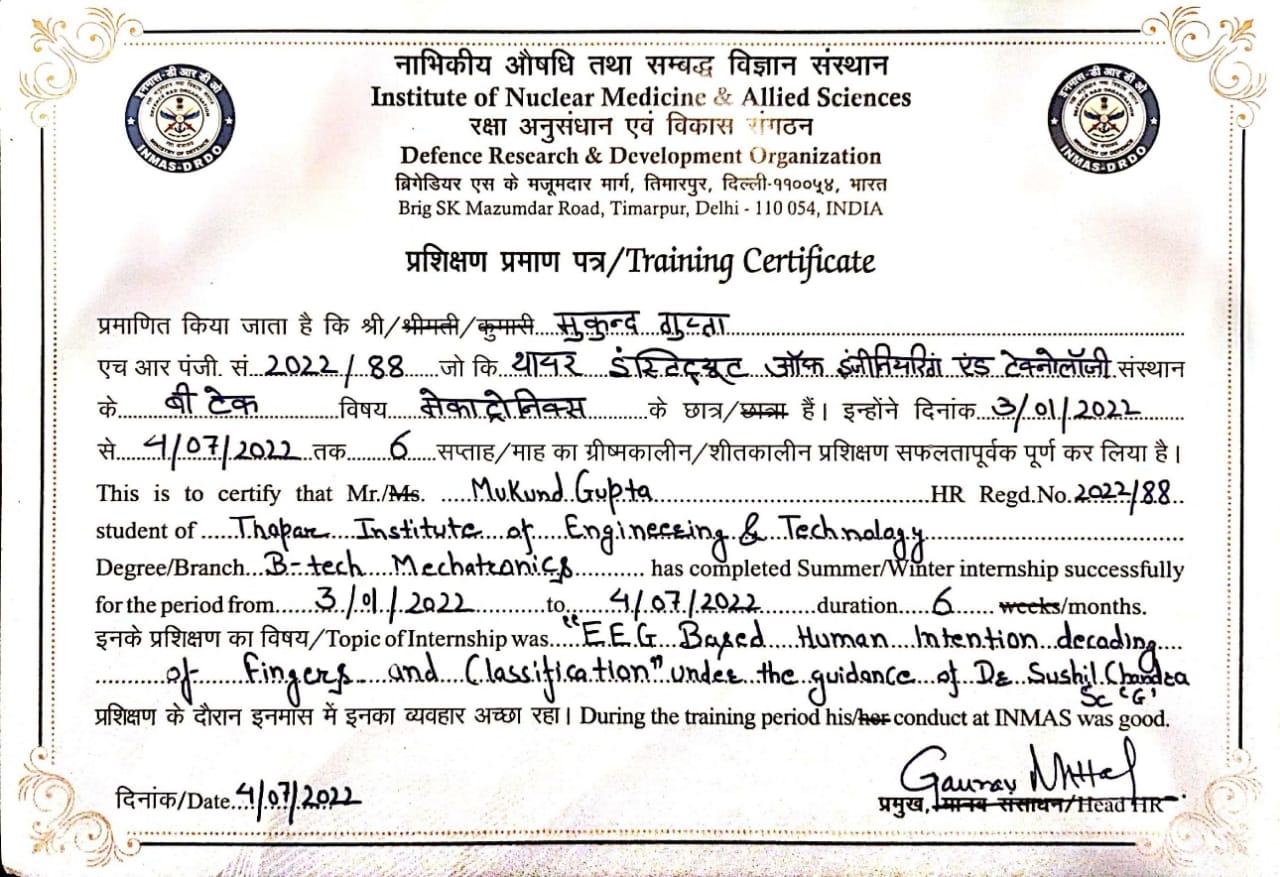 नाभिकीय औषधि तथा सम्बद्ध विज्ञान संस्थान
Institute of Nuclear Medicine & Allied Sciences
रक्षा अनुसंधान एवं विकास संगठन
Defence Research & Development Organization
ब्रिगेडियर एस के मजूमदार मार्ग, तिमारपुर, दिल्ली-११००५४, भारत
Brig SK Mazumdar Road, Timarpur, Delhi - 110 054, INDIA
INMAS-DRDO
INMAS-DRDO
प्रशिक्षण प्रमाण पत्र/Training Certificate
प्रमाणित किया जाता है कि श्री/श्रीमती/कुमारी मुकुन्द गुप्ता
एच आर पंजी. सं. 2022/88 जो कि थापर इंस्टिट्यूट ऑफ इंजीनियरिंग एंड टेक्नोलॉजी संस्थान
के बी टेक विषय मेकाट्रोनिक्स के छात्र/छात्रा हैं। इन्होंने दिनांक 3/01/2022
से 4/07/2022 तक 6 सप्ताह/माह का ग्रीष्मकालीन/शीतकालीन प्रशिक्षण सफलतापूर्वक पूर्ण कर लिया है।
This is to certify that Mr./Ms. Mukund Gupta HR Regd.No. 2022/88
student of Thapar Institute of Engineering & Technology
Degree/Branch B-tech Mechatronics has completed Summer/Winter internship successfully
for the period from 3/01/2022 to 4/07/2022 duration 6 weeks/months.
इनके प्रशिक्षण का विषय/Topic of Internship was "EEG Based Human Intention decoding
of Fingers and Classification" under the guidance of Dr Sushil Chandra
Sc 'G'
प्रशिक्षण के दौरान इनमास में इनका व्यवहार अच्छा रहा। During the training period his/her conduct at INMAS was good.
Gaurav Mittal
दिनांक/Date 4/07/2022
प्रमुख, मानव संसाधन/Head HR